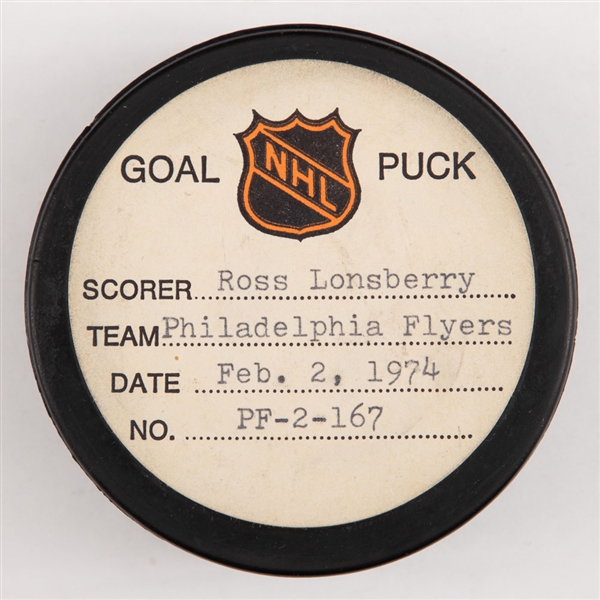 GOAL NHL PUCK
SCORER Ross Lonsberry
TEAM Philadelphia Flyers
DATE Feb. 2, 1974
NO. PF-2-167